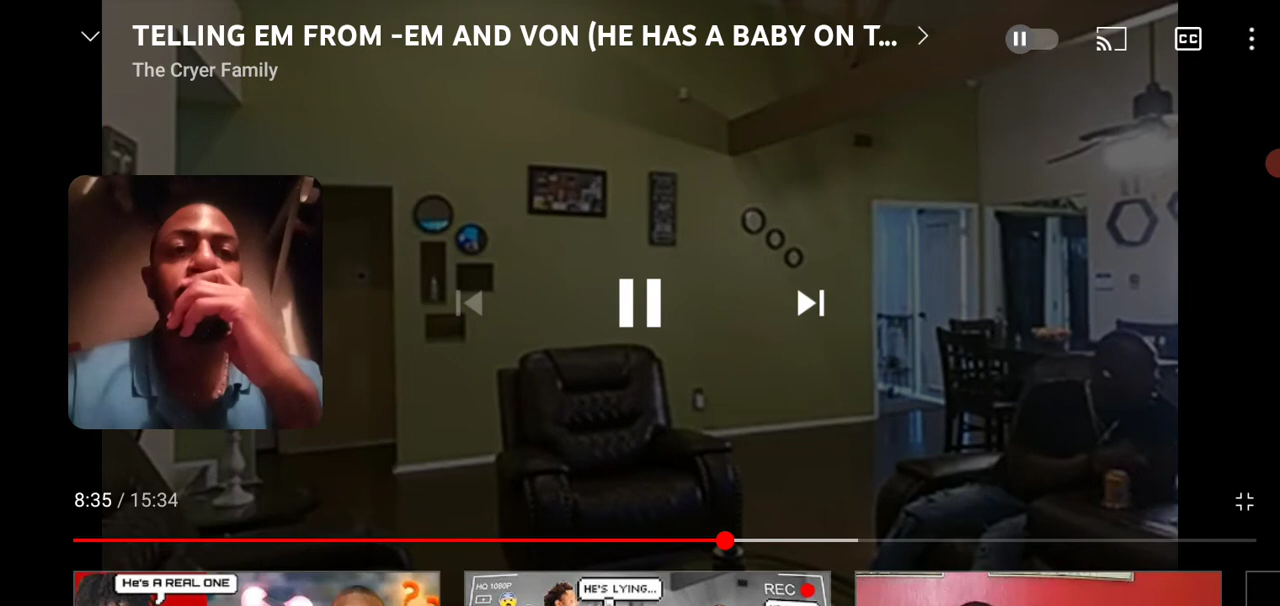 TELLING EM FROM -EM AND VON (HE HAS A BABY ON T...
The Cryer Family
CC
8:35 / 15:34
He's A REAL ONE
HQ 1080P
HE'S LYING...
REC